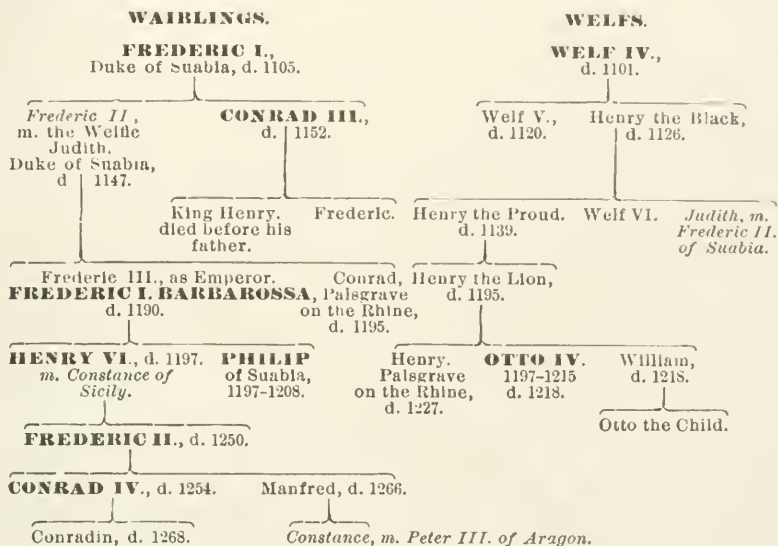 WAIBLINGS.
FREDERIC I.,
Duke of Suabia, d. 1105.
Frederic II,
m. the Welfic
Judith.
Duke of Suabia,
d 1147.
CONRAD III.,
d. 1152.
King Henry.
died before his
father.
Frederic.
Frederic III., as Emperor.
FREDERIC I. BARBAROSSA,
d. 1190.
Conrad,
Palsgrave
on the Rhine,
d. 1195.
HENRY VI., d. 1197.
m. Constance of
Sicily.
PHILIP
of Suabia,
1197-1208.
FREDERIC II., d. 1250.
CONRAD IV., d. 1254.
Manfred, d. 1266.
Conradin, d. 1268.
Constance, m. Peter III. of Aragon.
WELFS.
WELF IV.,
d. 1101.
Welf V.,
d. 1120.
Henry the Black,
d. 1126.
Henry the Proud.
d. 1139.
Welf VI.
Judith, m.
Frederic II.
of Suabia.
Henry the Lion,
d. 1195.
Henry.
Palsgrave
on the Rhine,
d. 1227.
OTTO IV.
1197-1215
d. 1218.
William,
d. 1218.
Otto the Child.